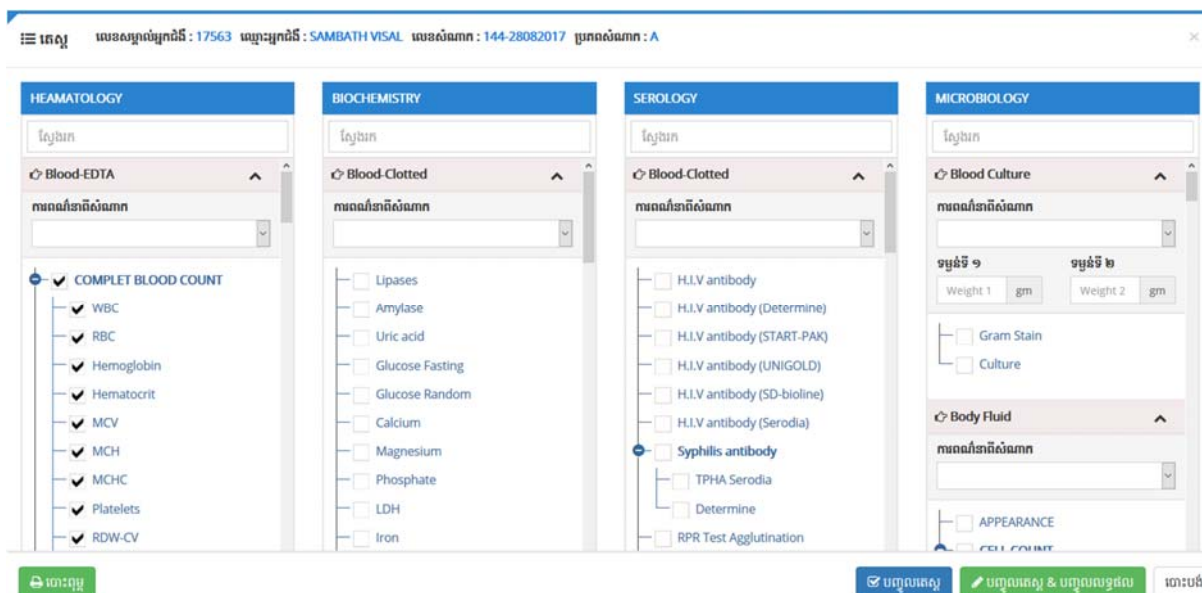 តេស្ត លេខសម្គាល់អ្នកជំងឺ : 17563 ឈ្មោះអ្នកជំងឺ : SAMBATH VISAL លេខសំណាក : 144-28082017 ប្រភពសំណាក : A
HEAMATOLOGY
ស្វែងរក
Blood-EDTA
ការពណ៌នាពីសំណាក
COMPLET BLOOD COUNT
WBC
RBC
Hemoglobin
Hematocrit
MCV
MCH
MCHC
Platelets
RDW-CV
BIOCHEMISTRY
ស្វែងរក
Blood-Clotted
ការពណ៌នាពីសំណាក
Lipases
Amylase
Uric acid
Glucose Fasting
Glucose Random
Calcium
Magnesium
Phosphate
LDH
Iron
SEROLOGY
ស្វែងរក
Blood-Clotted
ការពណ៌នាពីសំណាក
H.I.V antibody
H.I.V antibody (Determine)
H.I.V antibody (START-PAK)
H.I.V antibody (UNIGOLD)
H.I.V antibody (SD-bioline)
H.I.V antibody (Serodia)
Syphilis antibody
TPHA Serodia
Determine
RPR Test Agglutination
MICROBIOLOGY
ស្វែងរក
Blood Culture
ការពណ៌នាពីសំណាក
ទម្ងន់ទី ១ ទម្ងន់ទី ២
Weight 1 gm Weight 2 gm
Gram Stain
Culture
Body Fluid
ការពណ៌នាពីសំណាក
APPEARANCE
CELL COUNT
បោះពុម្ព បញ្ចូលតេស្ត បញ្ចូលតេស្ត & បញ្ចូលលទ្ធផល បោះបង់